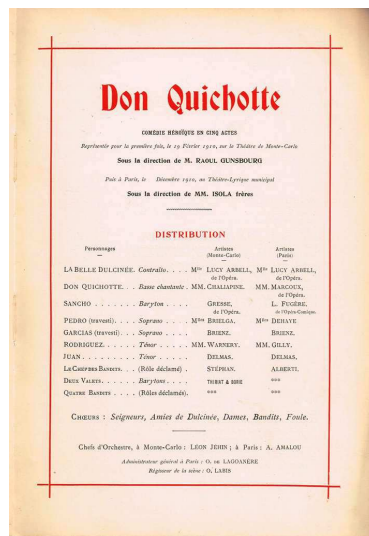 Don Quichotte
COMÉDIE HÉROÏQUE EN CINQ ACTES
Représentée pour la première fois, le 19 Février 1910, sur le Théâtre de Monte-Carlo
Sous la direction de M. RAOUL GUNSBOURG
Puis à Paris, le Décembre 1910, au Théâtre-Lyrique municipal
Sous la direction de MM. ISOLA frères
DISTRIBUTION
Personnages Artistes (Monte-Carlo) Artistes (Paris)
LA BELLE DULCINÉE. Contralto. . . . Mlle LUCY ARBELL, de l'Opéra. Mlle LUCY ARBELL, de l'Opéra.
DON QUICHOTTE. . . Basse chantante. MM. CHALIAPINE. MM. MARCOUX, de l'Opéra.
SANCHO . . . . . . . Baryton . . . . GRESSE, de l'Opéra. L. FUGÈRE, de l'Opéra-Comique.
PEDRO (travesti). . . . Soprano . . . . Mmes BRIELGA. Mmes DEHAYE
GARCIAS (travesti) . . . Soprano . . . . BRIENZ. BRIENZ,
RODRIGUEZ. . . . . . Ténor . . . . . MM. WARNERY. MM. GILLY,
JUAN . . . . . . . . . Ténor . . . . . DELMAS. DELMAS,
LE CHEF DES BANDITS. . . (Rôle déclamé) . STÉPHAN. ALBERTI.
DEUX VALETS. . . . . . Barytons . . . THIRIAT & BORIE ***
QUATRE BANDITS . . . . (Rôles déclamés). *** ***
CHŒURS : Seigneurs, Amies de Dulcinée, Dames, Bandits, Foule.
Chefs d'Orchestre, à Monte-Carlo : LÉON JÉHIN ; à Paris : A. AMALOU
Administrateur général à Paris : O. DE LAGOANÈRE
Régisseur de la scène : O. LABIS